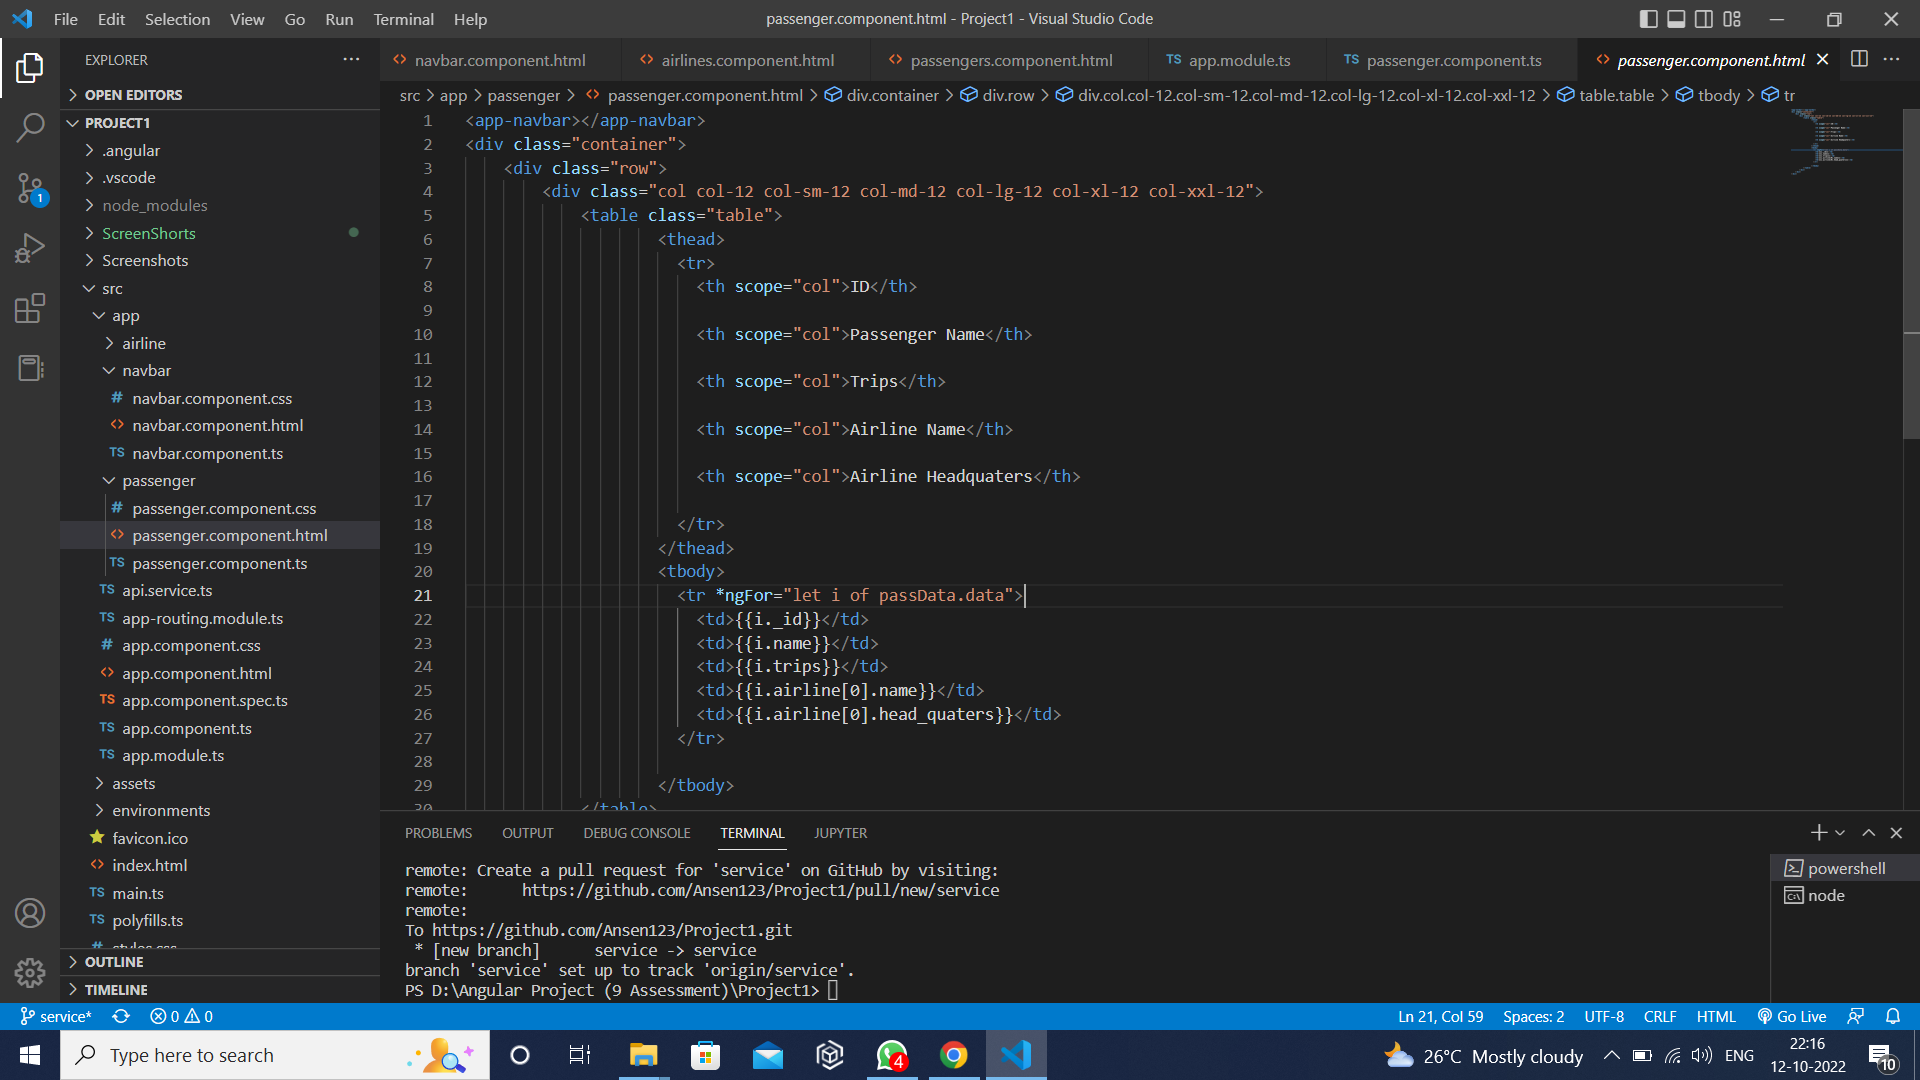 File Edit Selection View Go Run Terminal Help
passenger.component.html - Project1 - Visual Studio Code
EXPLORER
OPEN EDITORS
PROJECT1
.angular
.vscode
node_modules
ScreenShorts
Screenshots
src
app
airline
navbar
navbar.component.css
navbar.component.html
navbar.component.ts
passenger
passenger.component.css
passenger.component.html
passenger.component.ts
api.service.ts
app-routing.module.ts
app.component.css
app.component.html
app.component.spec.ts
app.component.ts
app.module.ts
assets
environments
favicon.ico
index.html
main.ts
polyfills.ts
styles.css
OUTLINE
TIMELINE
navbar.component.html airlines.component.html passengers.component.html TS app.module.ts TS passenger.component.ts passenger.component.html
src > app > passenger > passenger.component.html > div.container > div.row > div.col.col-12.col-sm-12.col-md-12.col-lg-12.col-xl-12.col-xxl-12 > table.table > tbody > tr
1 <app-navbar></app-navbar>
2 <div class="container">
3 <div class="row">
4 <div class="col col-12 col-sm-12 col-md-12 col-lg-12 col-xl-12 col-xxl-12">
5 <table class="table">
6 <thead>
7 <tr>
8 <th scope="col">ID</th>
9
10 <th scope="col">Passenger Name</th>
11
12 <th scope="col">Trips</th>
13
14 <th scope="col">Airline Name</th>
15
16 <th scope="col">Airline Headquaters</th>
17
18 </tr>
19 </thead>
20 <tbody>
21 <tr *ngFor="let i of passData.data">
22 <td>{{i._id}}</td>
23 <td>{{i.name}}</td>
24 <td>{{i.trips}}</td>
25 <td>{{i.airline[0].name}}</td>
26 <td>{{i.airline[0].head_quaters}}</td>
27 </tr>
28
29 </tbody>
30 </table>
PROBLEMS OUTPUT DEBUG CONSOLE TERMINAL JUPYTER
remote: Create a pull request for 'service' on GitHub by visiting:
remote: https://github.com/Ansen123/Project1/pull/new/service
remote:
To https://github.com/Ansen123/Project1.git
* [new branch] service -> service
branch 'service' set up to track 'origin/service'.
PS D:\Angular Project (9 Assessment)\Project1>
powershell
node
service* 0 0
Ln 21, Col 59 Spaces: 2 UTF-8 CRLF HTML Go Live
Type here to search
4
26°C Mostly cloudy
ENG
22:16
12-10-2022
10